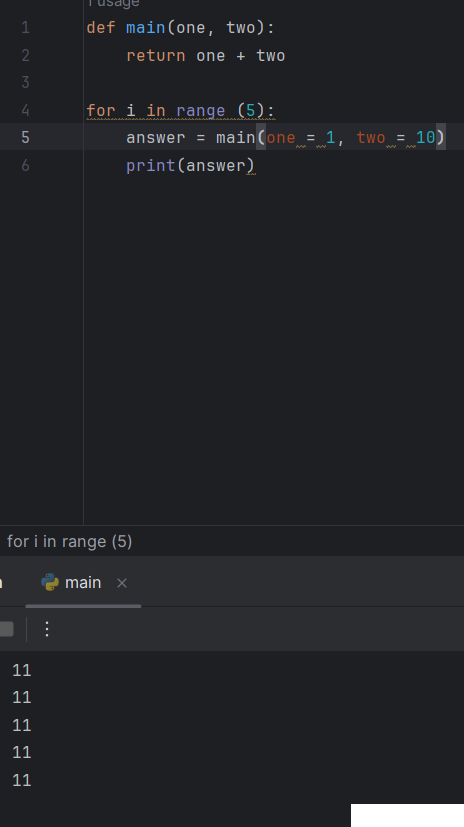 1 usage
1 def main(one, two):
2     return one + two
3
4 for i in range (5):
5     answer = main(one = 1, two = 10)
6     print(answer)
for i in range (5)
main ×
11
11
11
11
11